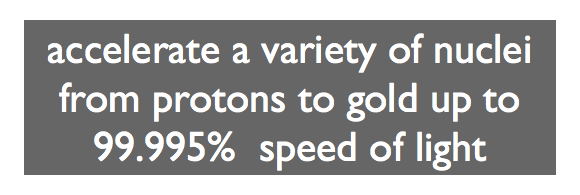 accelerate a variety of nuclei
from protons to gold up to
99.995% speed of light